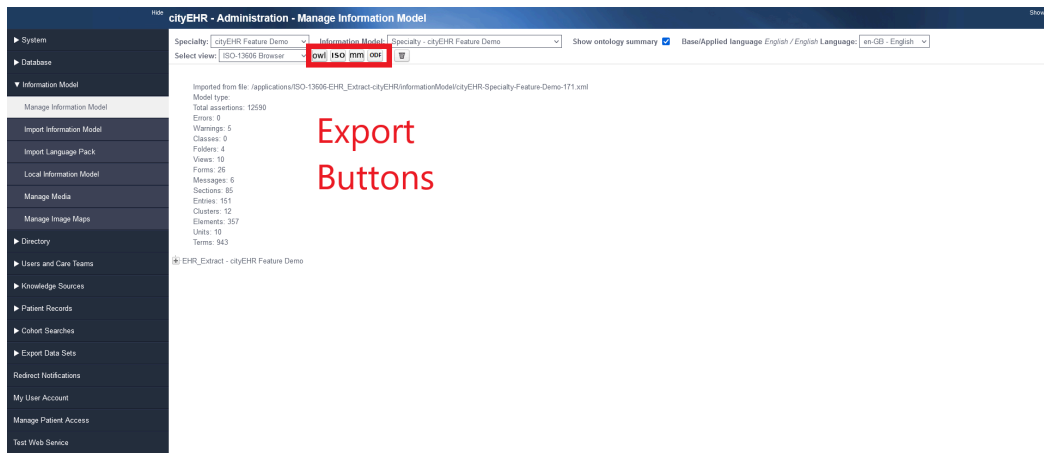 Hide
cityEHR - Administration - Manage Information Model
Show
▶ System
▶ Database
▼ Information Model
Manage Information Model
Import Information Model
Import Language Pack
Local Information Model
Manage Media
Manage Image Maps
▶ Directory
▶ Users and Care Teams
▶ Knowledge Sources
▶ Patient Records
▶ Cohort Searches
▶ Export Data Sets
Redirect Notifications
My User Account
Manage Patient Access
Test Web Service
Specialty: cityEHR Feature Demo Information Model: Specialty - cityEHR Feature Demo Show ontology summary Base/Applied language English / English Language: en-GB - English
Select view: ISO-13606 Browser owl ISO mm ODF
Imported from file: /applications/ISO-13606-EHR_Extract-cityEHR/informationModel/cityEHR-Specialty-Feature-Demo-171.xml
Model type:
Total assertions: 12590
Errors: 0
Warnings: 5
Classes: 0
Folders: 4
Views: 10
Forms: 26
Messages: 6
Sections: 85
Entries: 151
Clusters: 12
Elements: 357
Units: 10
Terms: 943
Export
Buttons
EHR_Extract - cityEHR Feature Demo